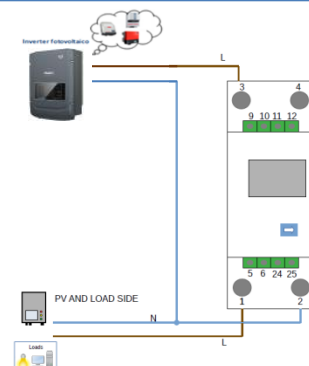 Inverter fotovoltaico
L
3 4
9 10 11 12
5 6 24 25
PV AND LOAD SIDE
1 2
N
L
Loads